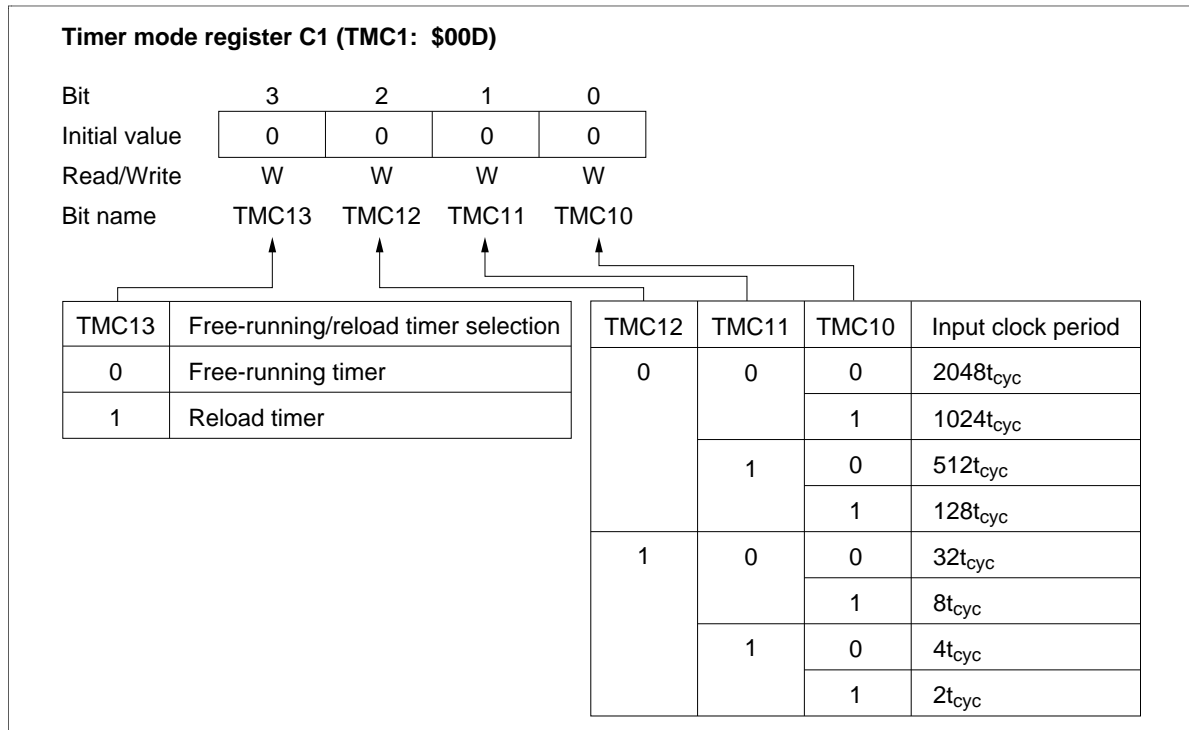 Timer mode register C1 (TMC1: $00D)
Bit 3 2 1 0
Initial value 0 0 0 0
Read/Write W W W W
Bit name TMC13 TMC12 TMC11 TMC10
TMC13 Free-running/reload timer selection
0 Free-running timer
1 Reload timer
TMC12 TMC11 TMC10 Input clock period
0 0 0 2048tcyc
1 1024tcyc
1 0 512tcyc
1 128tcyc
1 0 0 32tcyc
1 8tcyc
1 0 4tcyc
1 2tcyc